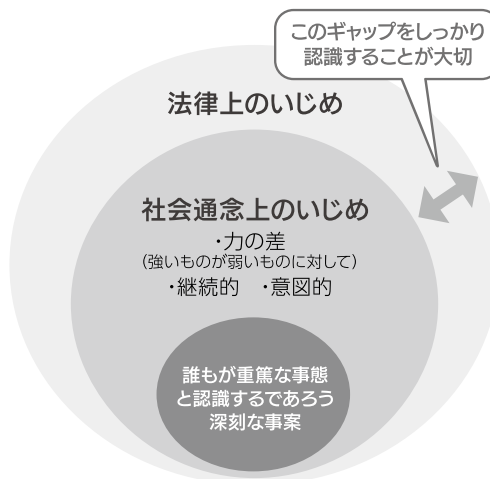 このギャップをしっかり
認識することが大切
法律上のいじめ
社会通念上のいじめ
・力の差
（強いものが弱いものに対して）
・継続的　・意図的
誰もが重篤な事態
と認識するであろう
深刻な事案